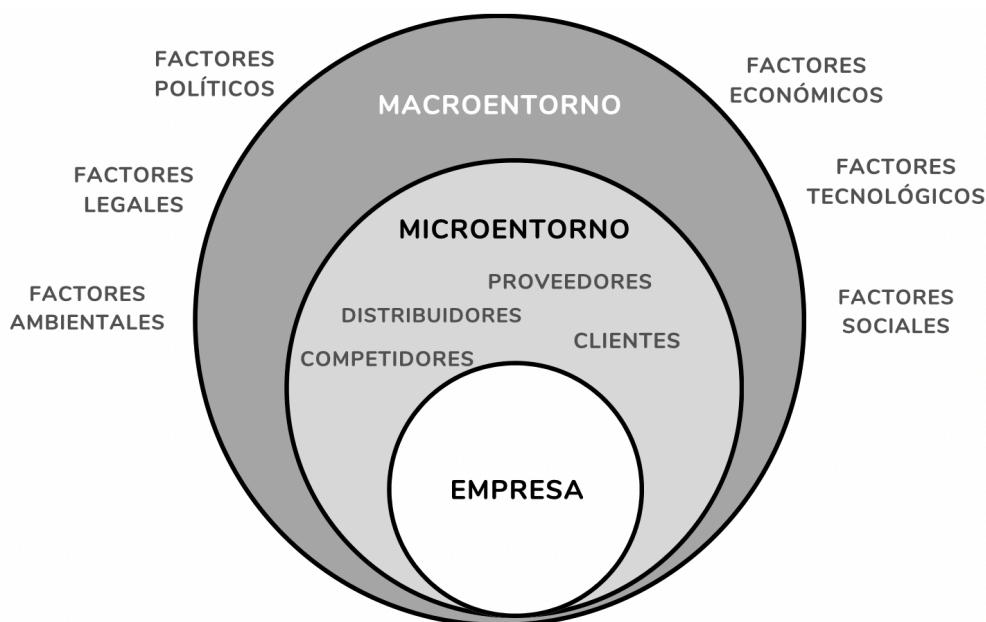 FACTORES
POLÍTICOS
FACTORES
ECONÓMICOS
MACROENTORNO
FACTORES
LEGALES
FACTORES
TECNOLÓGICOS
MICROENTORNO
PROVEEDORES
DISTRIBUIDORES
CLIENTES
COMPETIDORES
FACTORES
AMBIENTALES
FACTORES
SOCIALES
EMPRESA